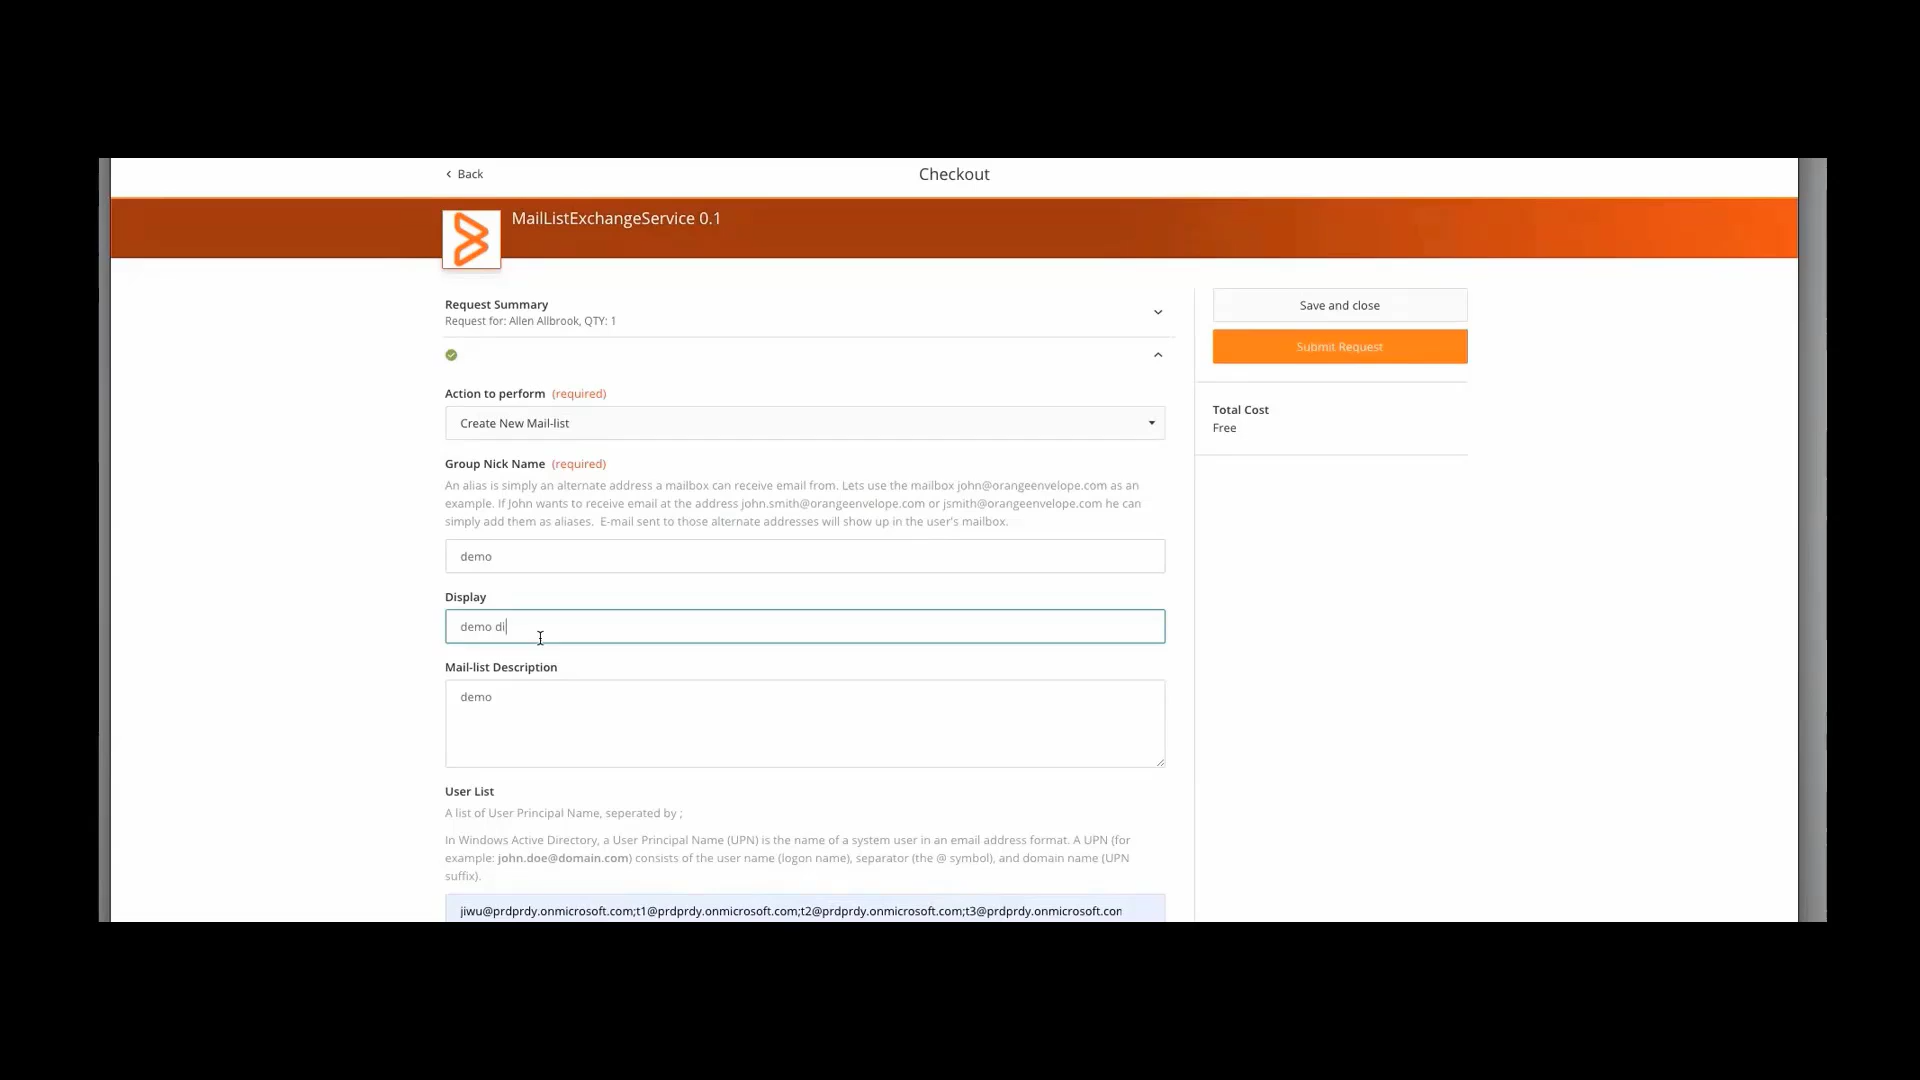 Back
Checkout
MailListExchangeService 0.1
Request Summary
Request for: Allen Allbrook, QTY: 1
Save and close
Submit Request
Total Cost
Free
Action to perform (required)
Create New Mail-list
Group Nick Name (required)
An alias is simply an alternate address a mailbox can receive email from. Lets use the mailbox john@orangeenvelope.com as an
example. If John wants to receive email at the address john.smith@orangeenvelope.com or jsmith@orangeenvelope.com he can
simply add them as aliases. E-mail sent to those alternate addresses will show up in the user's mailbox.
demo
Display
demo di
Mail-list Description
demo
User List
A list of User Principal Name, seperated by ;
In Windows Active Directory, a User Principal Name (UPN) is the name of a system user in an email address format. A UPN (for
example: john.doe@domain.com) consists of the user name (logon name), separator (the @ symbol), and domain name (UPN
suffix).
jiwu@prdprdy.onmicrosoft.com;t1@prdprdy.onmicrosoft.com;t2@prdprdy.onmicrosoft.com;t3@prdprdy.onmicrosoft.con